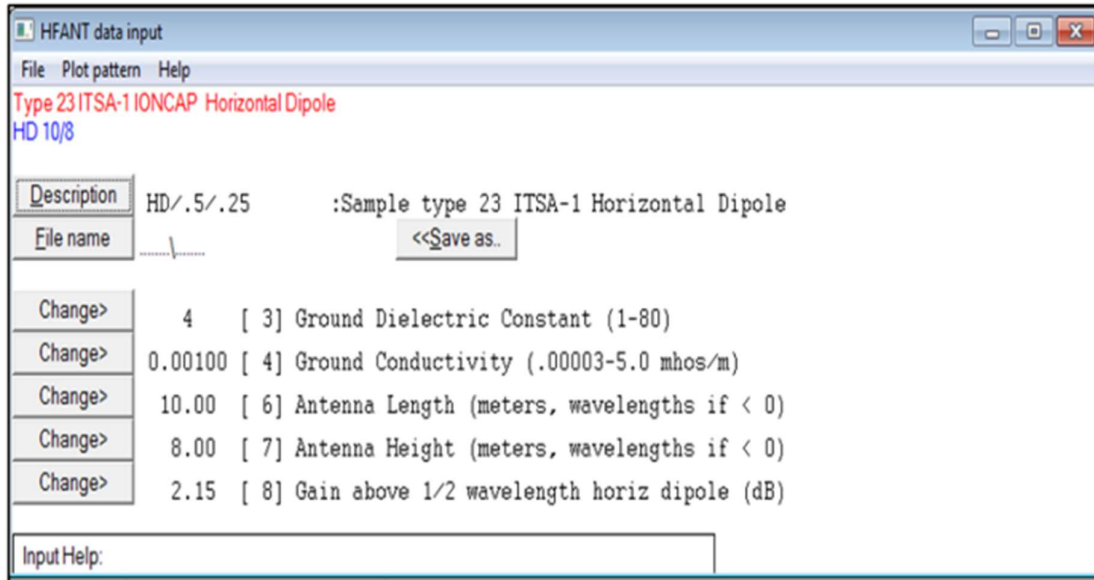 HFANT data input
File Plot pattern Help
Type 23 ITSA-1 IONCAP Horizontal Dipole
HD 10/8
Description HD/.5/.25 :Sample type 23 ITSA-1 Horizontal Dipole
File name ........\........ <<Save as..
Change> 4 [ 3] Ground Dielectric Constant (1-80)
Change> 0.00100 [ 4] Ground Conductivity (.00003-5.0 mhos/m)
Change> 10.00 [ 6] Antenna Length (meters, wavelengths if < 0)
Change> 8.00 [ 7] Antenna Height (meters, wavelengths if < 0)
Change> 2.15 [ 8] Gain above 1/2 wavelength horiz dipole (dB)
Input Help: